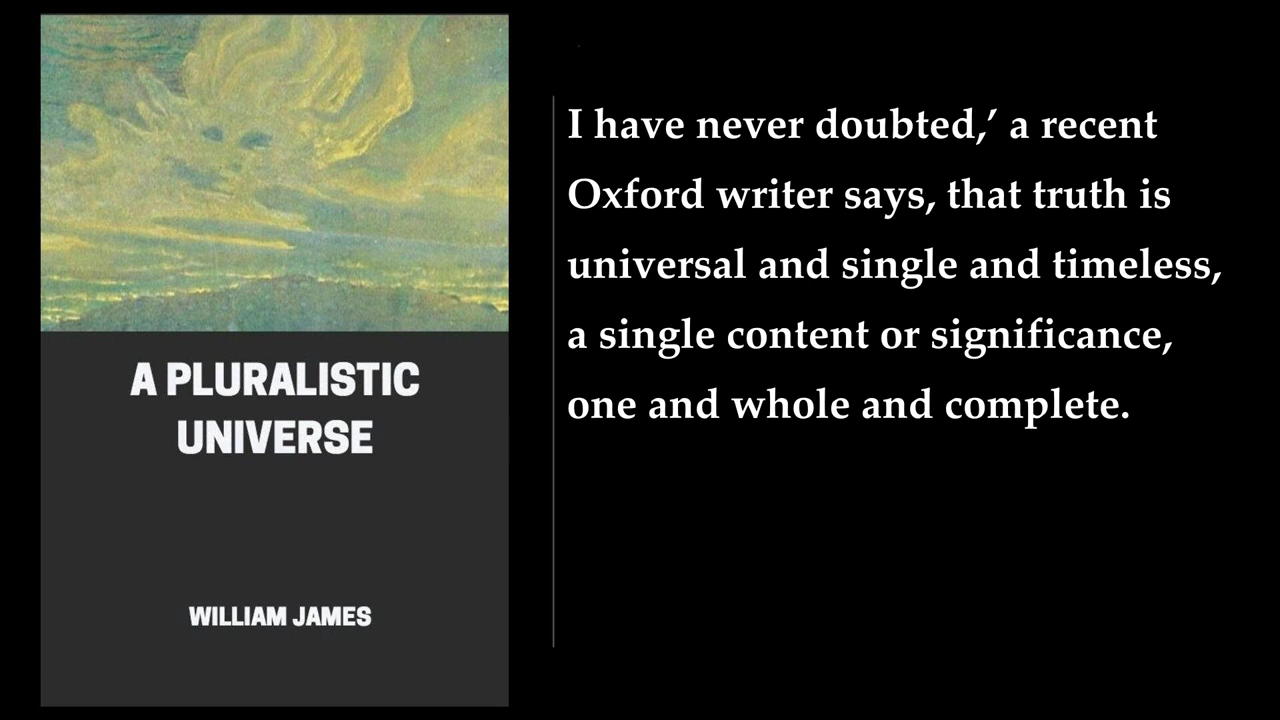 A PLURALISTIC
UNIVERSE
WILLIAM JAMES
I have never doubted,’ a recent
Oxford writer says, that truth is
universal and single and timeless,
a single content or significance,
one and whole and complete.